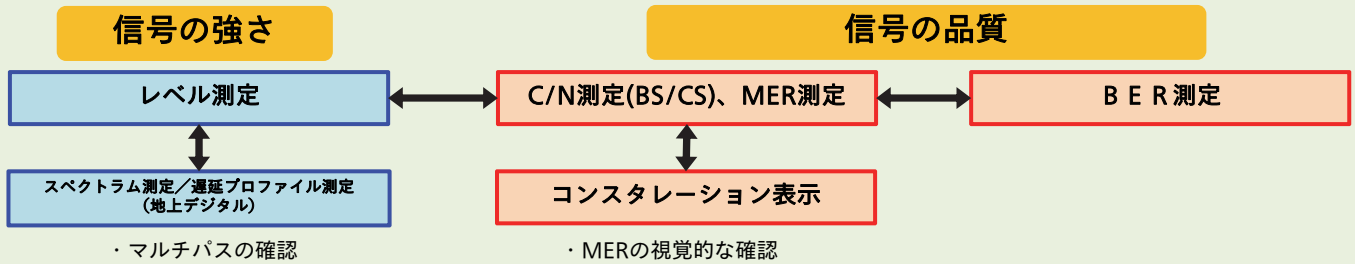 信号の強さ
信号の品質
レベル測定
C/N測定(BS/CS)、MER測定
ＢＥＲ測定
スペクトラム測定／遅延プロファイル測定
(地上デジタル)
コンスタレーション表示
・マルチパスの確認
・MERの視覚的な確認